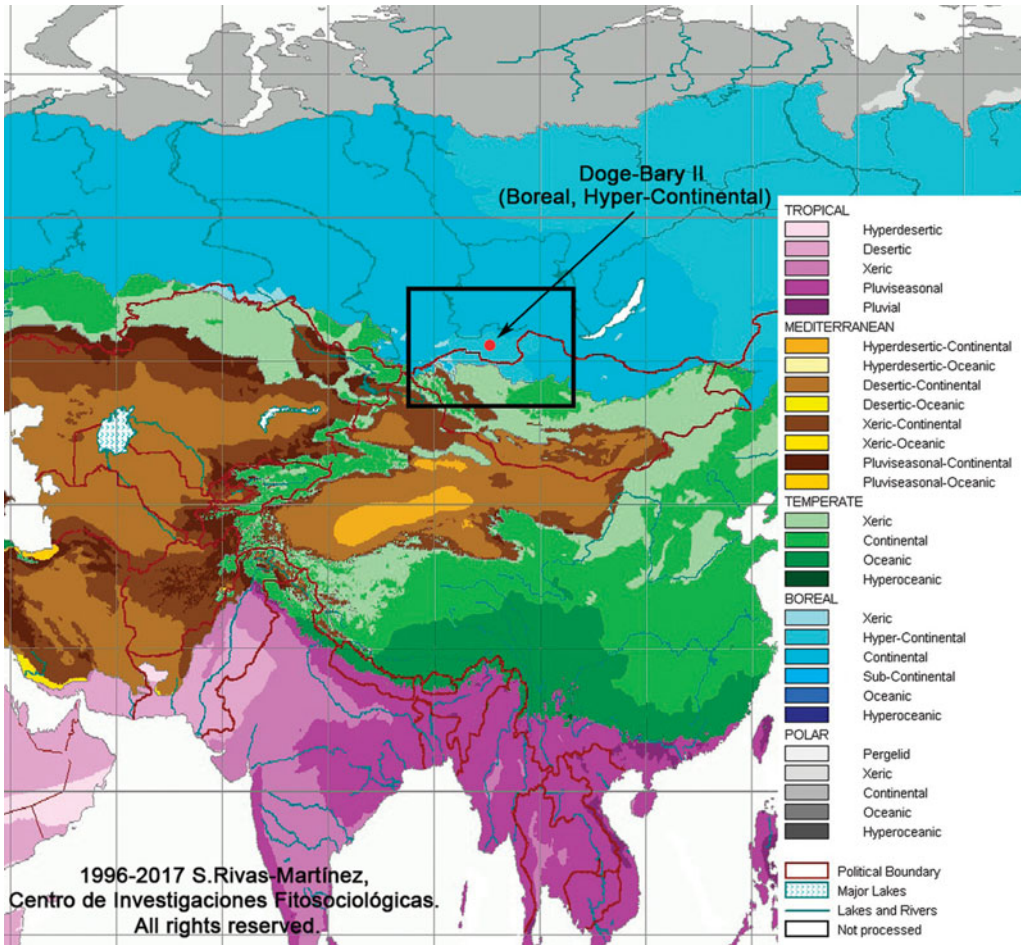 Doge-Bary II
(Boreal, Hyper-Continental)
TROPICAL
Hyperdesertic
Desertic
Xeric
Pluviseasonal
Pluvial
MEDITERRANEAN
Hyperdesertic-Continental
Hyperdesertic-Oceanic
Desertic-Continental
Desertic-Oceanic
Xeric-Continental
Xeric-Oceanic
Pluviseasonal-Continental
Pluviseasonal-Oceanic
TEMPERATE
Xeric
Continental
Oceanic
Hyperoceanic
BOREAL
Xeric
Hyper-Continental
Continental
Sub-Continental
Oceanic
Hyperoceanic
POLAR
Pergelid
Xeric
Continental
Oceanic
Hyperoceanic
Political Boundary
Major Lakes
Lakes and Rivers
Not processed
1996-2017 S.Rivas-Martínez,
Centro de Investigaciones Fitosociológicas.
All rights reserved.